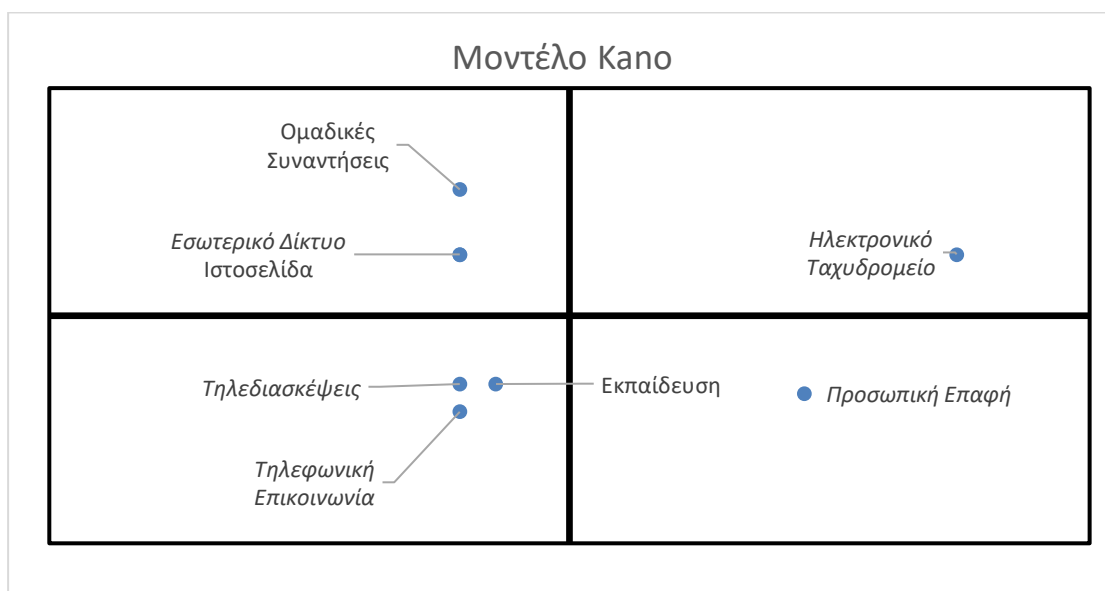 Μοντέλο Kano
Ομαδικές
Συναντήσεις
Εσωτερικό Δίκτυο
Ιστοσελίδα
Ηλεκτρονικό
Ταχυδρομείο
Τηλεδιασκέψεις
Εκπαίδευση
Προσωπική Επαφή
Τηλεφωνική
Επικοινωνία